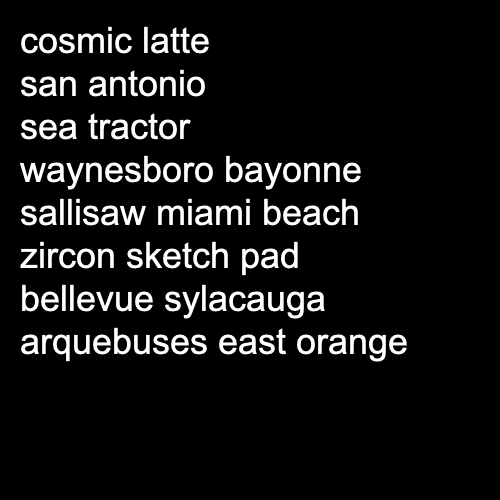 cosmic latte
san antonio
sea tractor
waynesboro bayonne
sallisaw miami beach
zircon sketch pad
bellevue sylacauga
arquebuses east orange